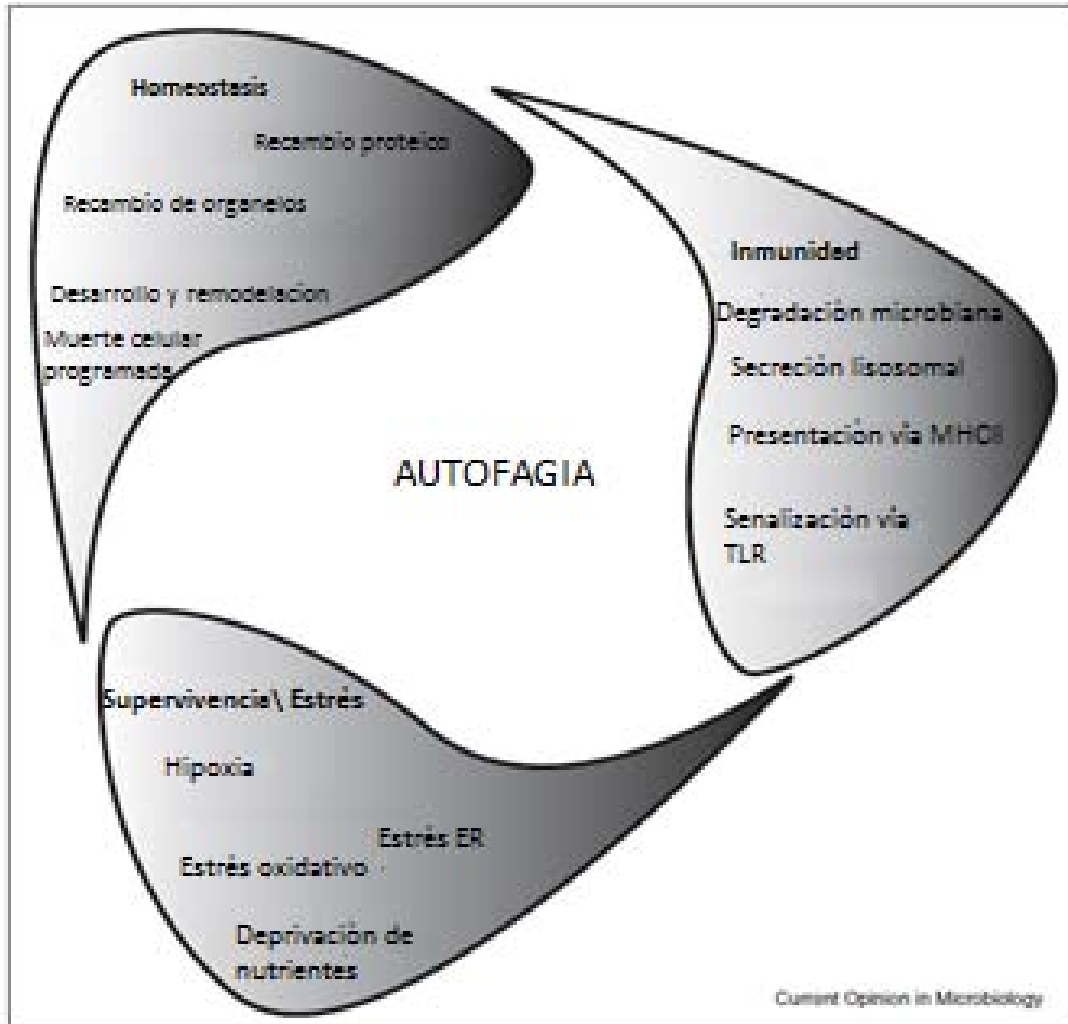 Homeostasis
Recambio proteico
Recambio de organelos
Desarrollo y remodelacion
Muerte celular
programada
Inmunidad
Degradación microbiana
Secreción lisosomal
Presentación vía MHCII
Senalización vía
TLR
AUTOFAGIA
Supervivencia\ Estrés
Hipoxia
Estrés ER
Estrés oxidativo
Deprivación de
nutrientes
Current Opinion in Microbiology